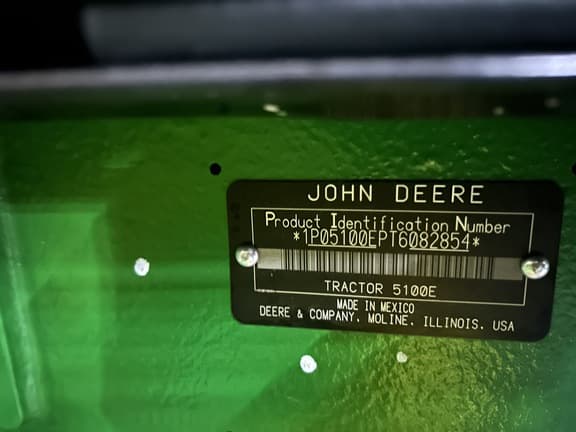 JOHN DEERE
Product Identification Number
*1P05100EPT6082854*
TRACTOR 5100E
MADE IN MEXICO
DEERE & COMPANY. MOLINE. ILLINOIS. USA